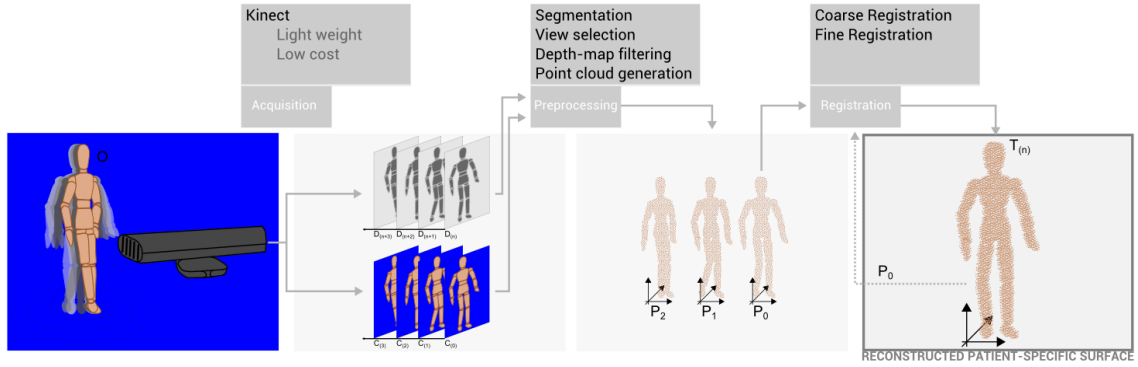 Kinect
Light weight
Low cost
Acquisition
Segmentation
View selection
Depth-map filtering
Point cloud generation
Preprocessing
Coarse Registration
Fine Registration
Registration
O
D(n+3) D(n+2) D(n+1) D(n)
C(3) C(2) C(1) C(0)
P2 P1 P0
T(n)
P0
RECONSTRUCTED PATIENT-SPECIFIC SURFACE